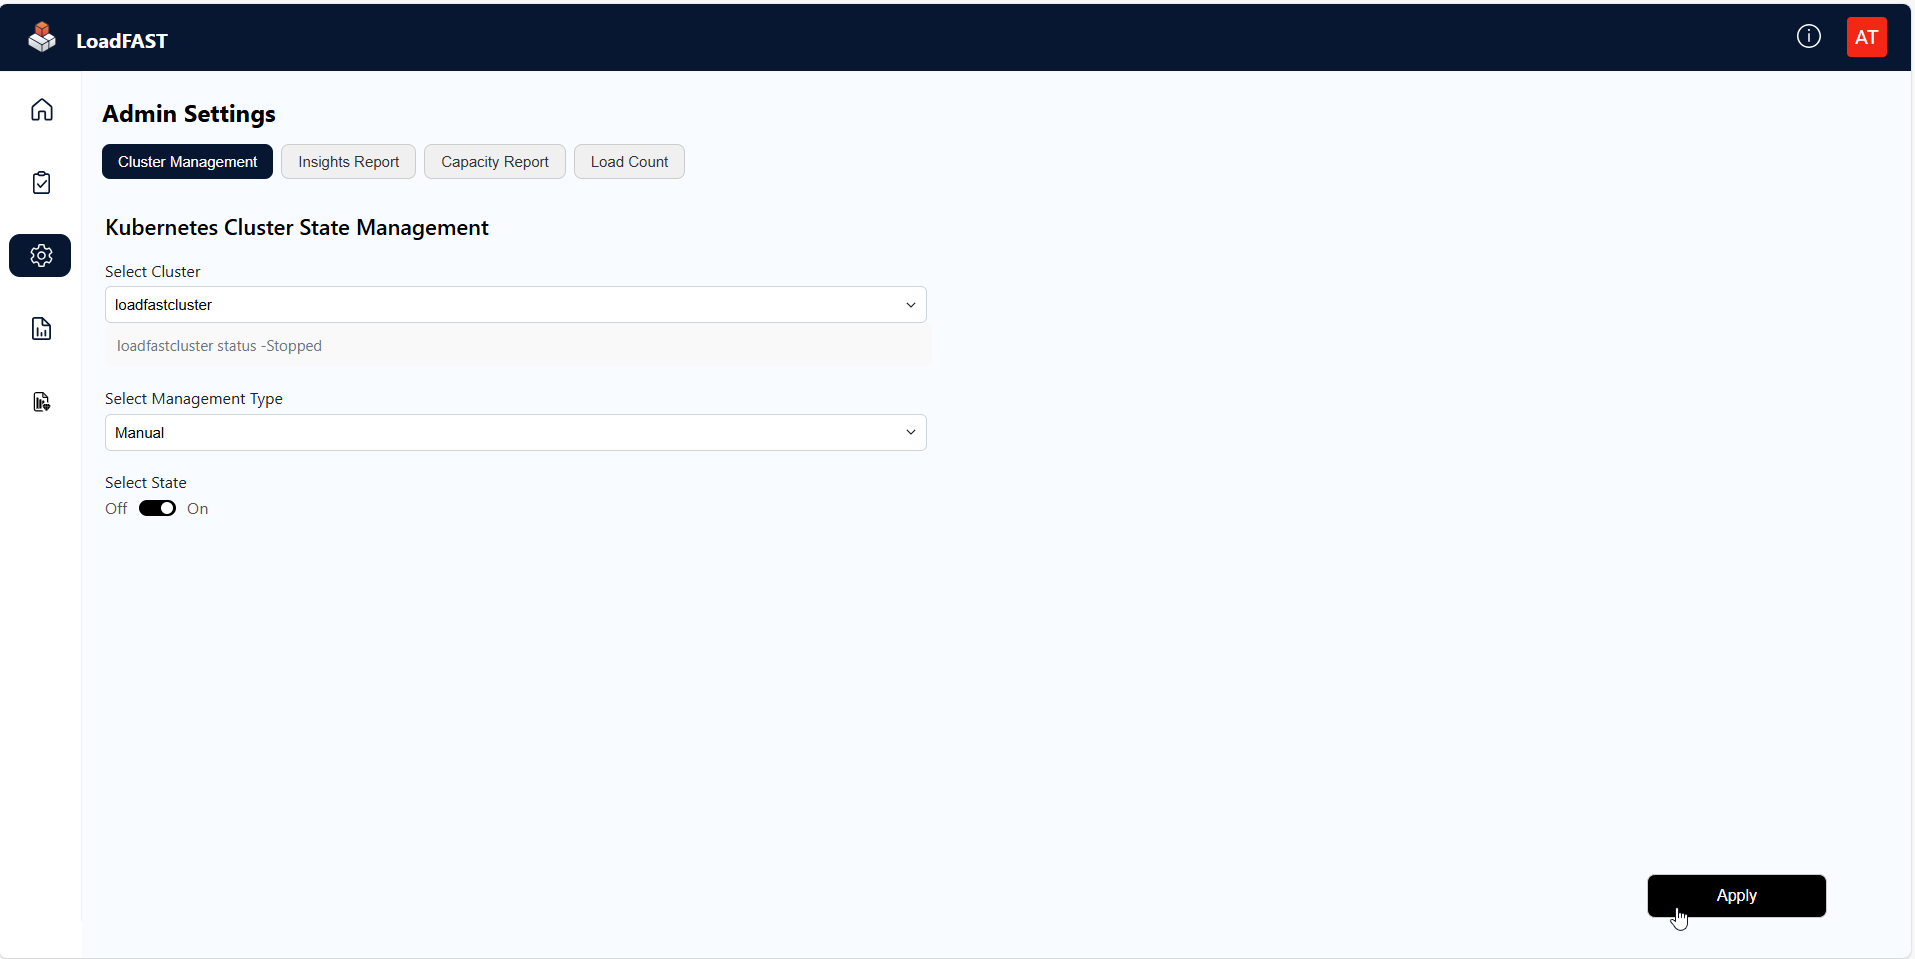 LoadFAST
AT
Admin Settings
Cluster Management Insights Report Capacity Report Load Count
Kubernetes Cluster State Management
Select Cluster
loadfastcluster
loadfastcluster status -Stopped
Select Management Type
Manual
Select State
Off On
Apply